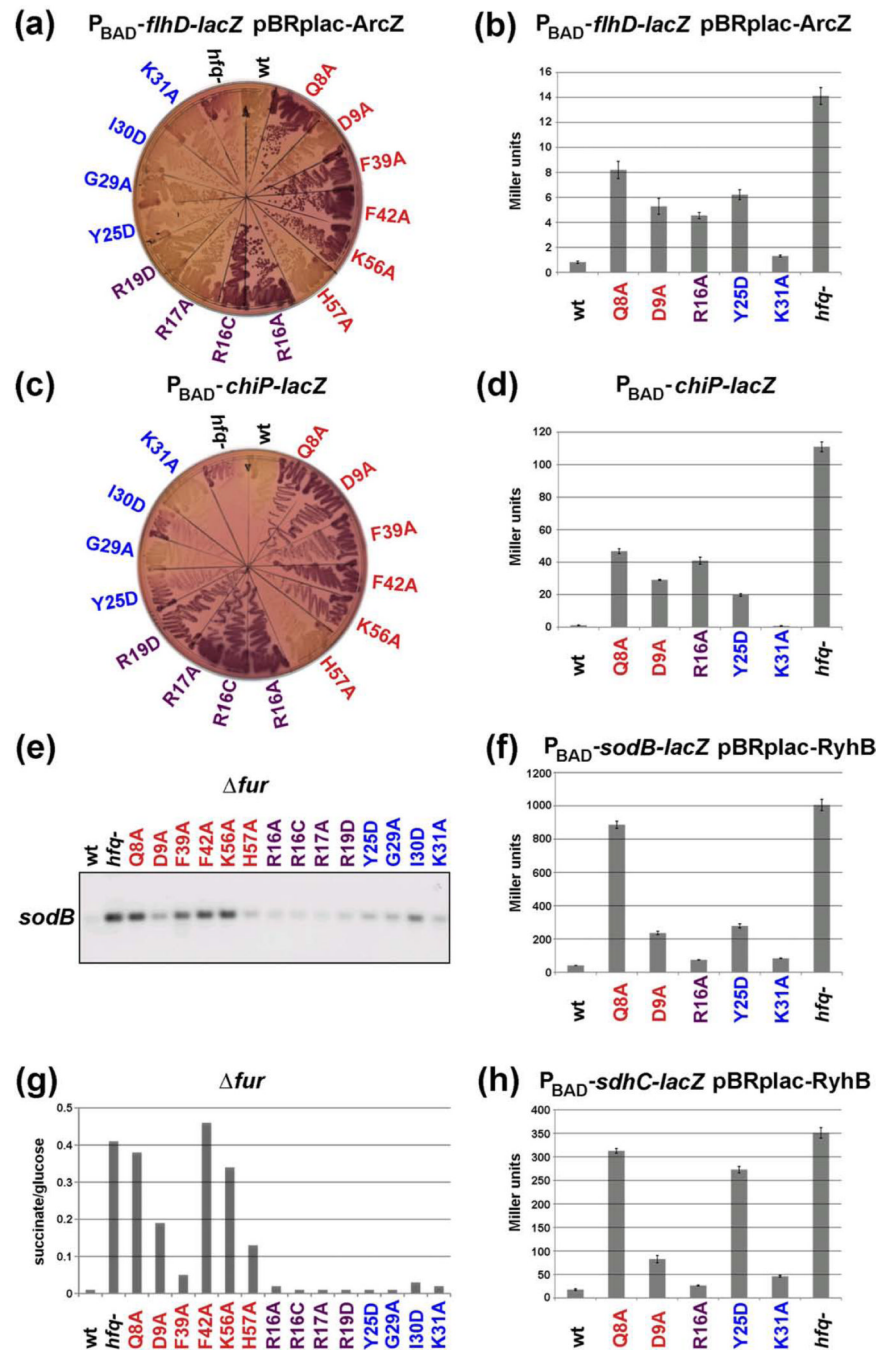 (a)
P_BAD-flhD-lacZ pBRplac-ArcZ
hfq-
wt
Q8A
D9A
F39A
F42A
K56A
H57A
R16A
R16C
R17A
R19D
Y25D
G29A
I30D
K31A
(b)
P_BAD-flhD-lacZ pBRplac-ArcZ
Miller units
16
14
12
10
8
6
4
2
0
wt Q8A D9A R16A Y25D K31A hfq-
(c)
P_BAD-chiP-lacZ
hfq-
wt
Q8A
D9A
F39A
F42A
K56A
H57A
R16A
R16C
R17A
R19D
Y25D
G29A
I30D
K31A
(d)
P_BAD-chiP-lacZ
Miller units
120
100
80
60
40
20
0
wt Q8A D9A R16A Y25D K31A hfq-
(e)
Δfur
wt hfq- Q8A D9A F39A F42A K56A H57A R16A R16C R17A R19D Y25D G29A I30D K31A
sodB
(f)
P_BAD-sodB-lacZ pBRplac-RyhB
Miller units
1200
1000
800
600
400
200
0
wt Q8A D9A R16A Y25D K31A hfq-
(g)
Δfur
succinate/glucose
0.5
0.4
0.3
0.2
0.1
0
wt hfq- Q8A D9A F39A F42A K56A H57A R16A R16C R17A R19D Y25D G29A I30D K31A
(h)
P_BAD-sdhC-lacZ pBRplac-RyhB
Miller units
400
350
300
250
200
150
100
50
0
wt Q8A D9A R16A Y25D K31A hfq-